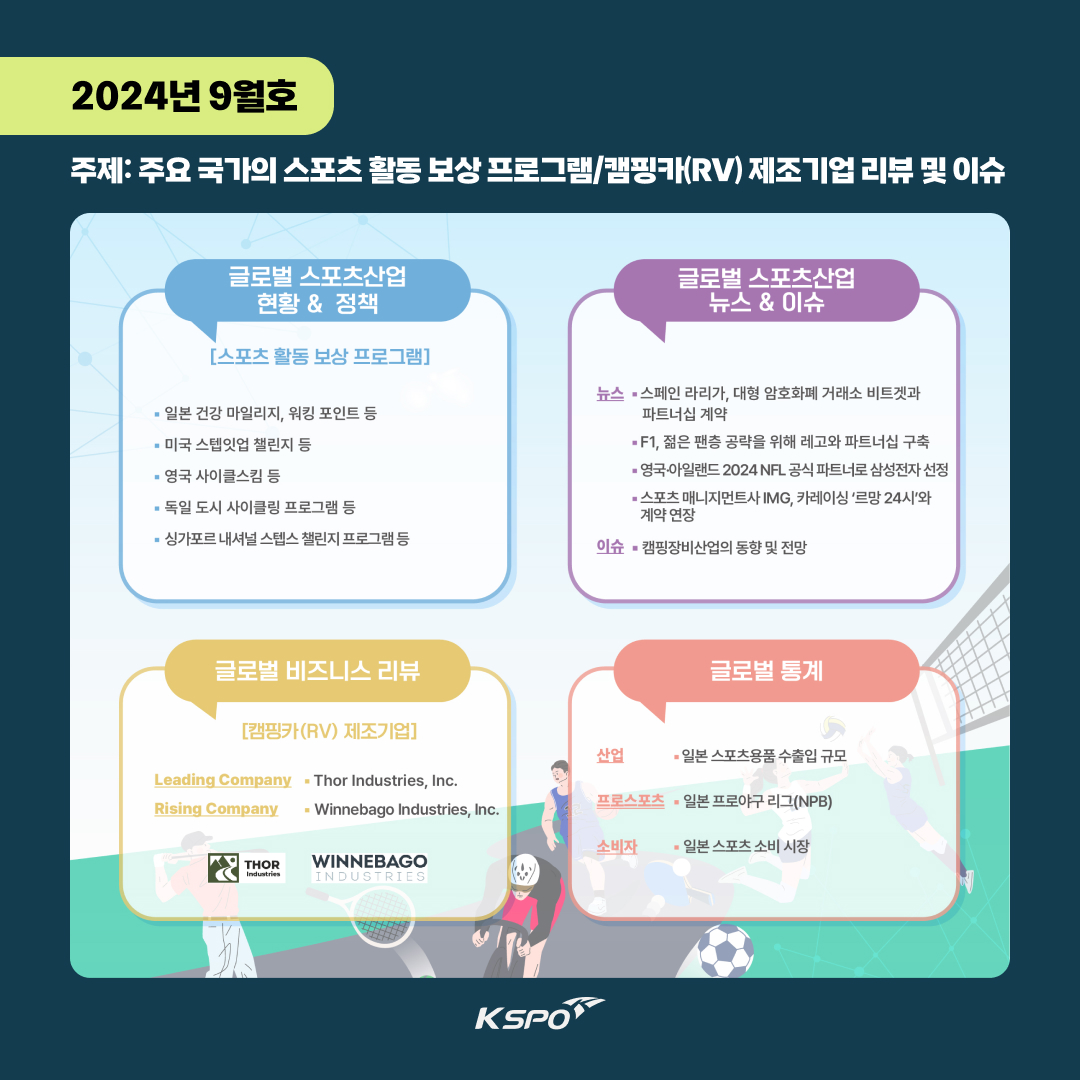 2024년 9월호
주제: 주요 국가의 스포츠 활동 보상 프로그램/캠핑카(RV) 제조기업 리뷰 및 이슈
글로벌 스포츠산업
현황 & 정책
[스포츠 활동 보상 프로그램]
▪ 일본 건강 마일리지, 워킹 포인트 등
▪ 미국 스텝잇업 챌린지 등
▪ 영국 사이클스킴 등
▪ 독일 도시 사이클링 프로그램 등
▪ 싱가포르 내셔널 스텝스 챌린지 프로그램 등
글로벌 스포츠산업
뉴스 & 이슈
뉴스 ▪ 스페인 라리가, 대형 암호화폐 거래소 비트겟과
파트너십 계약
▪ F1, 젊은 팬층 공략을 위해 레고와 파트너십 구축
▪ 영국·아일랜드 2024 NFL 공식 파트너로 삼성전자 선정
▪ 스포츠 매니지먼트사 IMG, 카레이싱 ‘르망 24시’와
계약 연장
이슈 ▪ 캠핑장비산업의 동향 및 전망
글로벌 비즈니스 리뷰
[캠핑카(RV) 제조기업]
Leading Company ▪ Thor Industries, Inc.
Rising Company ▪ Winnebago Industries, Inc.
THOR
Industries
WINNEBAGO
INDUSTRIES
글로벌 통계
산업 ▪ 일본 스포츠용품 수출입 규모
프로스포츠 ▪ 일본 프로야구 리그(NPB)
소비자 ▪ 일본 스포츠 소비 시장
KSPO